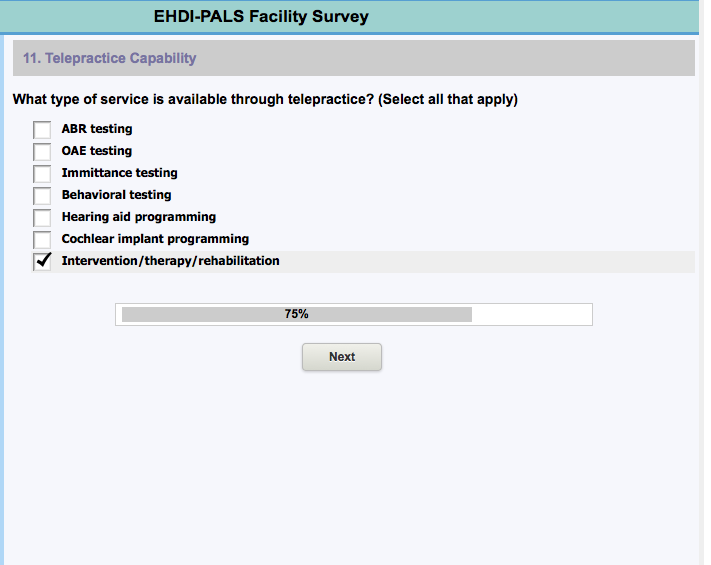 EHDI-PALS Facility Survey
11. Telepractice Capability
What type of service is available through telepractice? (Select all that apply)
ABR testing
OAE testing
Immittance testing
Behavioral testing
Hearing aid programming
Cochlear implant programming
Intervention/therapy/rehabilitation
75%
Next